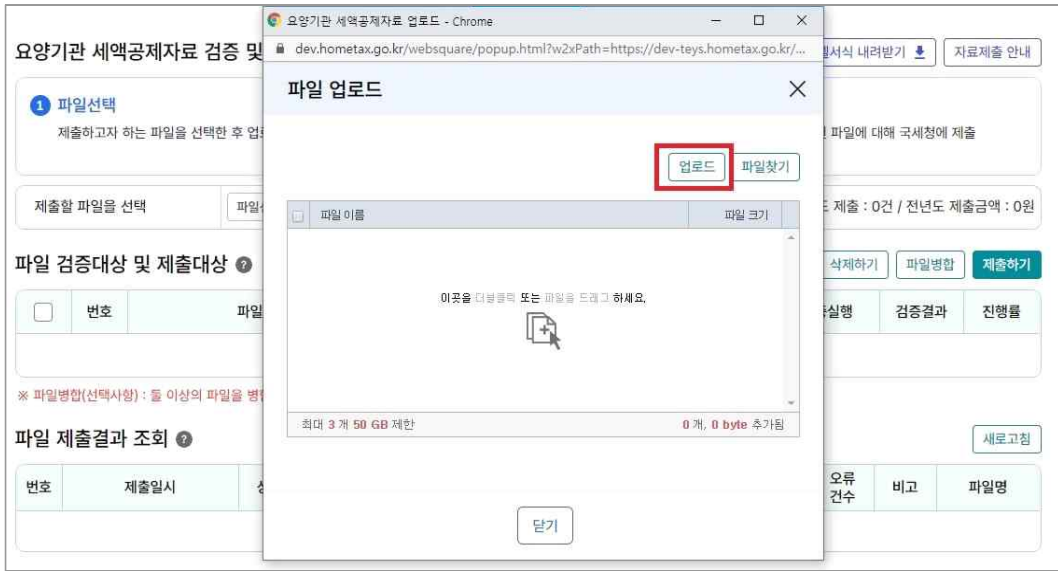 요양기관 세액공제자료 업로드 - Chrome
dev.hometax.go.kr/websquare/popup.html?w2xPath=https://dev-teys.hometax.go.kr/...
요양기관 세액공제자료 검증 및
서식 내려받기
자료제출 안내
파일 업로드
1 파일선택
제출하고자 하는 파일을 선택한 후
파일에 대해 국세청에 제출
업로드
파일찾기
제출할 파일을 선택
제출 : 0건 / 전년도 제출금액 : 0원
파일 이름
파일 크기
파일 검증대상 및 제출대상 ?
삭제하기
파일병합
제출하기
번호
파일
실행
검증결과
진행률
이곳을 더블클릭 또는 파일을 드래그 하세요.
※ 파일병합(선택사항) : 둘 이상의 파일을
최대 3 개 50 GB 제한
0 개, 0 byte 추가됨
파일 제출결과 조회 ?
새로고침
번호
제출일시
오류
건수
비고
파일명
닫기